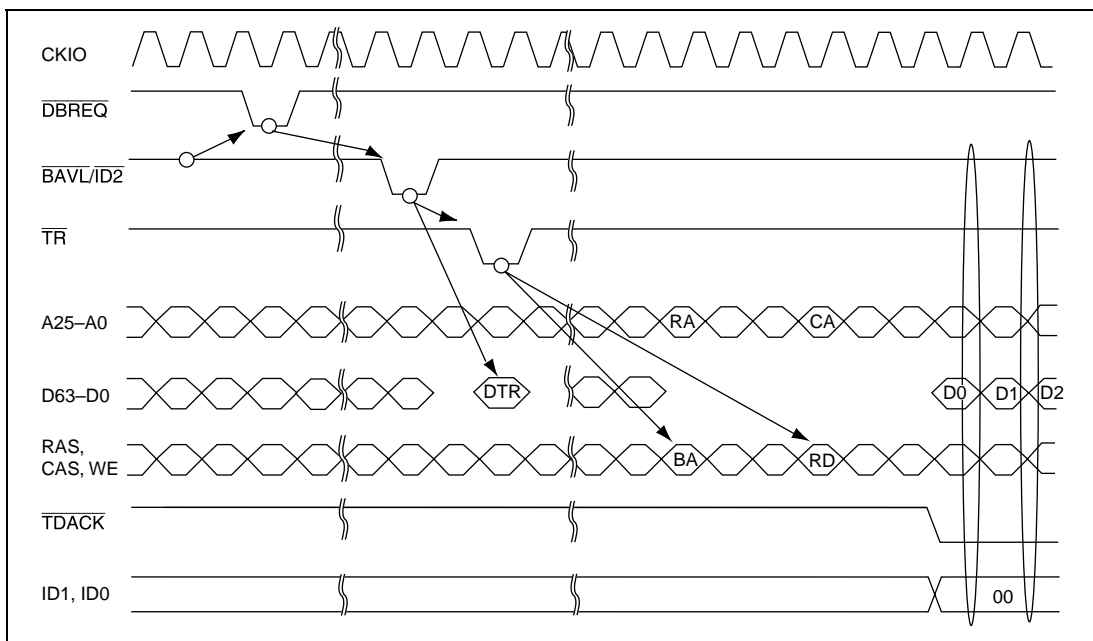 CKIO
DBREQ
BAVL/ID2
TR
A25–A0 RA CA
D63–D0 DTR D0 D1 D2
RAS,
CAS, WE BA RD
TDACK
ID1, ID0 00